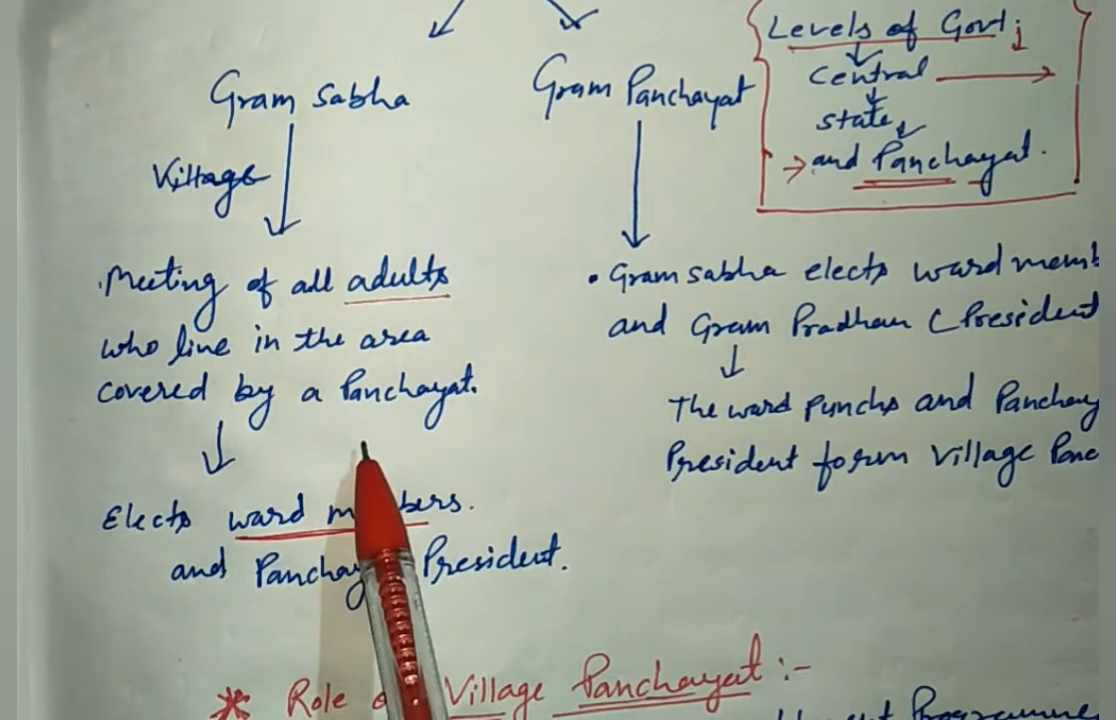 Levels of Govt;
Central
state
and Panchayat.
Gram Sabha
Gram Panchayat
Village
.Meeting of all adults
who live in the area
covered by a Panchayat.
Elects ward
and President.
• Gram sabha elects ward
and Gram Pradhan (President
The ward punchs and
President form Village
* Role Village Panchayat :-
Programme